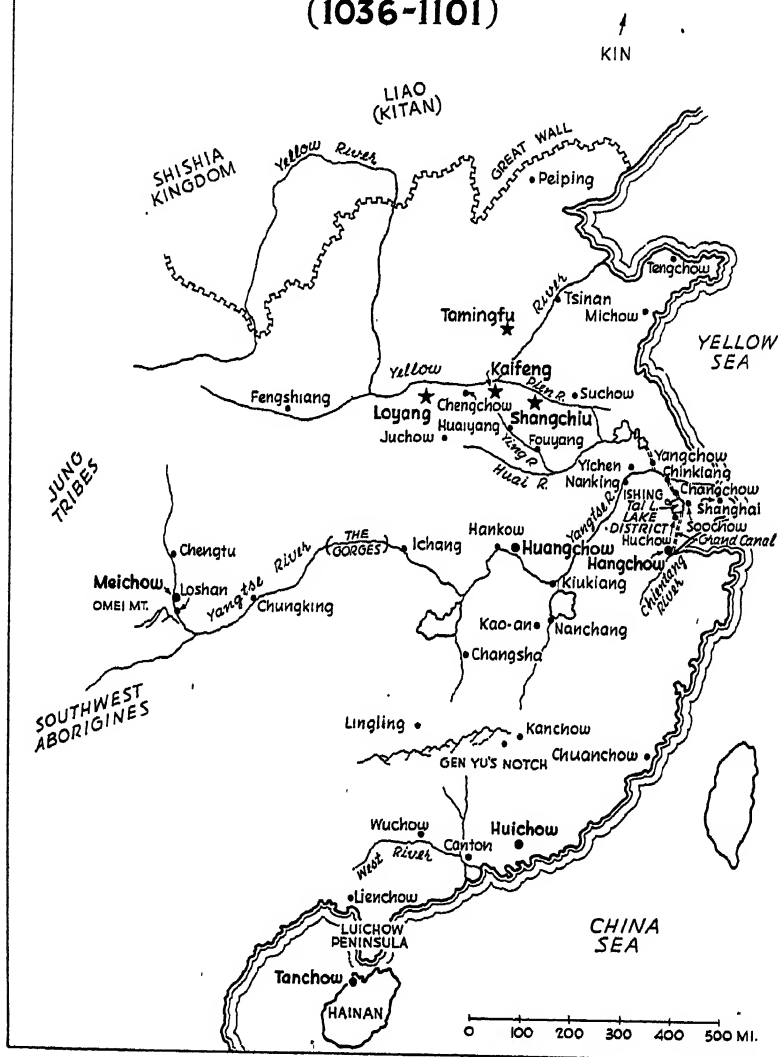 (1036-1101)
KIN
LIAO
(KITAN)
SHISHIA
KINGDOM
Yellow River
GREAT WALL
Peiping
Tengchow
River
Tsinan
Michow
Tamingfu
YELLOW
SEA
Yellow
Kaifeng
Pien R.
Suchow
Fengshiang
Loyang
Chengchow
Shangchiu
Huaiyang
Juchow
Ying R.
Fouyang
Huai R.
JUNG
TRIBES
Yichen
Yangchow
Chinkiang
Nanking
ISHING
Changchow
Tai L.
Shanghai
LAKE
DISTRICT
Soochow
Grand Canal
Huchow
Hangchow
Chientang
River
Yangtse R.
Chengtu
THE
GORGES
Ichang
Hankow
Huangchow
Kiukiang
Meichow
Loshan
OMEI MT.
Yangtse River
Chungking
Kao-an
Nanchang
Changsha
SOUTHWEST
ABORIGINES
Lingling
Kanchow
GEN YU'S NOTCH
Chuanchow
Wuchow
Huichow
Canton
West River
Lienchow
LUICHOW
PENINSULA
CHINA
SEA
Tanchow
HAINAN
0 100 200 300 400 500 MI.